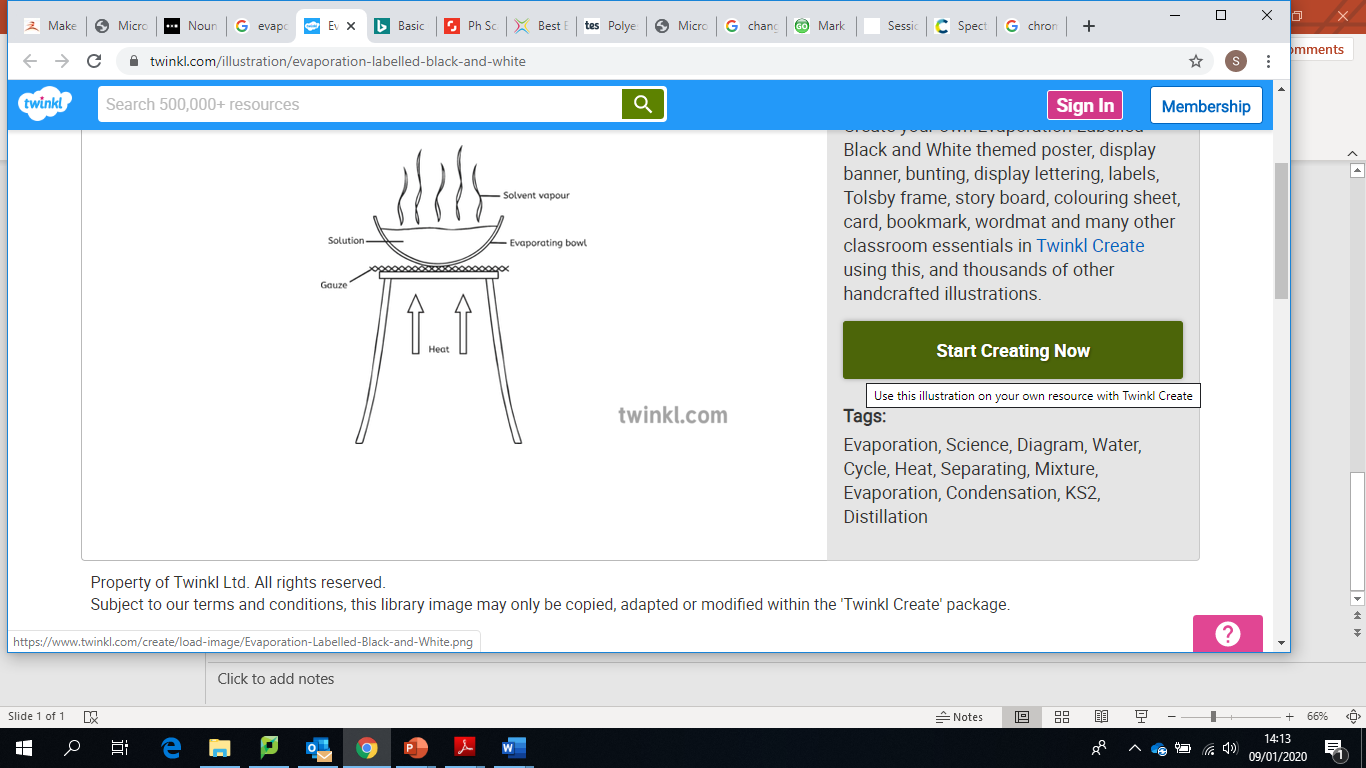 Make
Micro
Noun
evapo
Ev
Basic
Ph Sc
Best E
tes Polye
Micro
chang
GO Mark
Sessio
Spect
chron
omments
twinkl.com/illustration/evaporation-labelled-black-and-white
S
twinkl
Search 500,000+ resources
Sign In
Membership
Create your own Evaporation Labelled
Black and White themed poster, display
banner, bunting, display lettering, labels,
Tolsby frame, story board, colouring sheet,
card, bookmark, wordmat and many other
classroom essentials in Twinkl Create
using this, and thousands of other
handcrafted illustrations.
Solvent vapour
Solution
Evaporating bowl
Gauze
Heat
twinkl.com
Start Creating Now
Use this illustration on your own resource with Twinkl Create
Tags:
Evaporation, Science, Diagram, Water,
Cycle, Heat, Separating, Mixture,
Evaporation, Condensation, KS2,
Distillation
Property of Twinkl Ltd. All rights reserved.
Subject to our terms and conditions, this library image may only be copied, adapted or modified within the 'Twinkl Create' package.
https://www.twinkl.com/create/load-image/Evaporation-Labelled-Black-and-White.png
Click to add notes
Slide 1 of 1
Notes
66%
14:13
09/01/2020
1